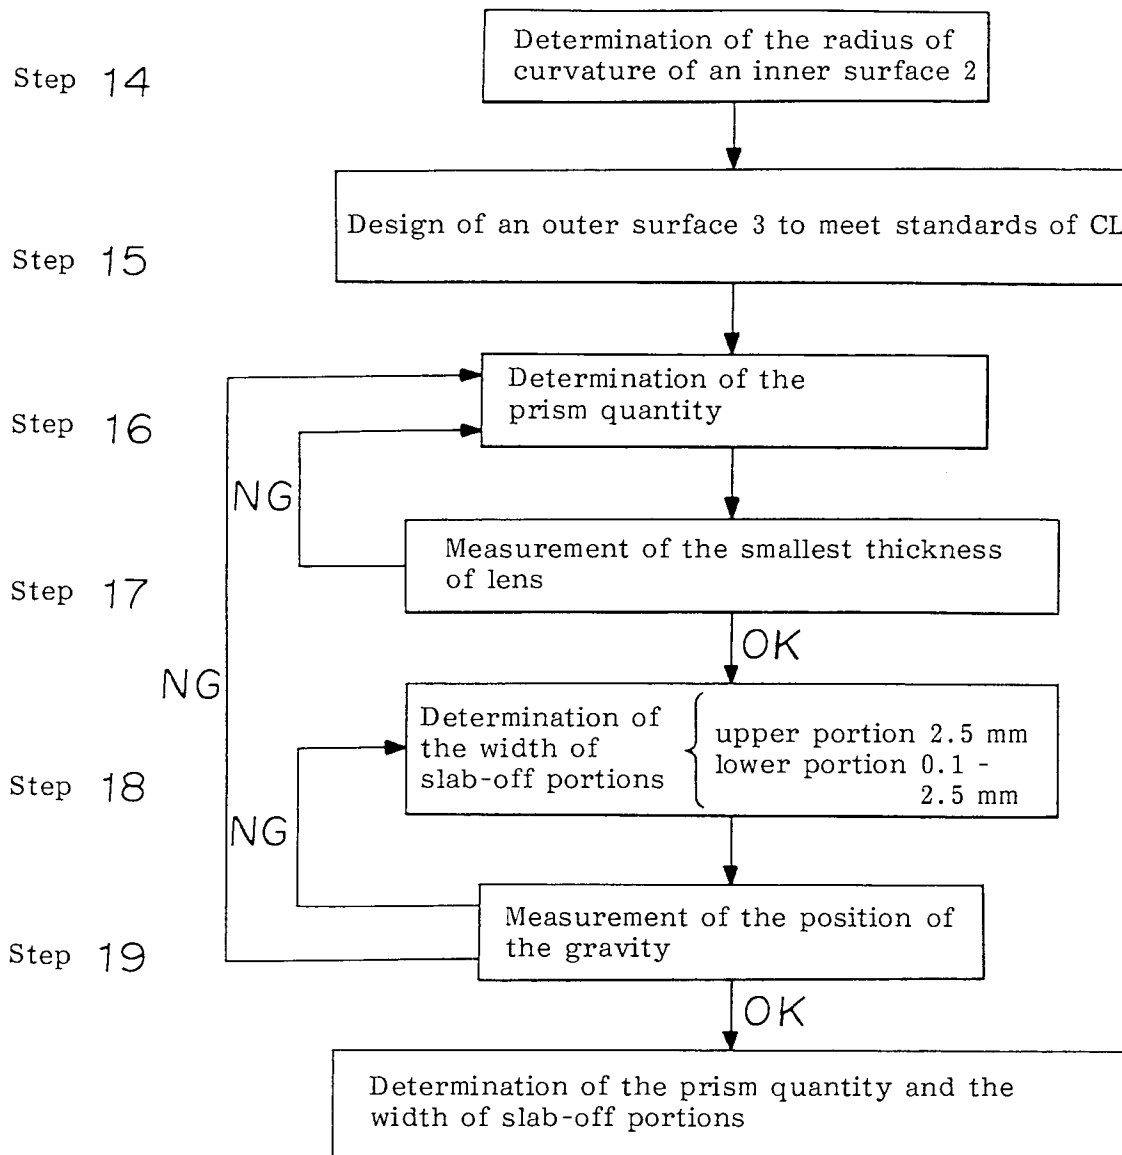 Step 14
Determination of the radius of
curvature of an inner surface 2
Step 15
Design of an outer surface 3 to meet standards of CL
Step 16
Determination of the
prism quantity
NG
Step 17
Measurement of the smallest thickness
of lens
OK
NG
Step 18
Determination of
the width of
slab-off portions
upper portion 2.5 mm
lower portion 0.1 -
2.5 mm
NG
Step 19
Measurement of the position of
the gravity
OK
Determination of the prism quantity and the
width of slab-off portions